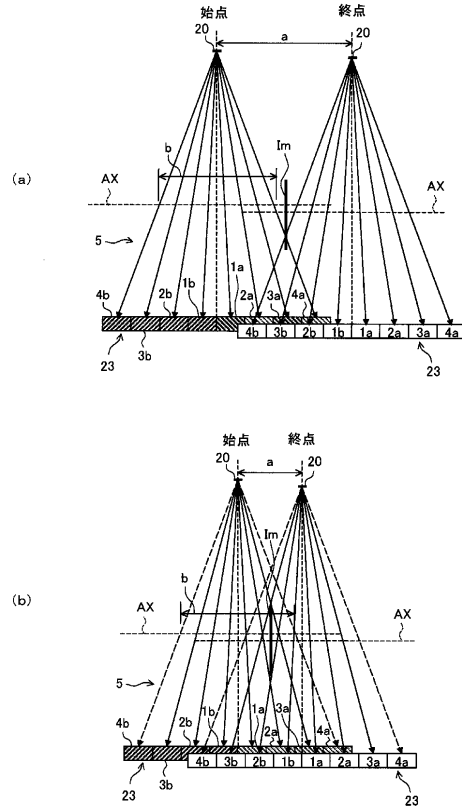 始点 終点
20 a 20
b Im
(a) AX AX
5
4b 2b 1b 1a 2a 3a 4a
4b 3b 2b 1b 1a 2a 3a 4a
23 3b 23
始点 終点
20 a 20
Im
b
(b) AX AX
5
4b 2b 1b 1a 2a 3a 4a
4b 3b 2b 1b 1a 2a 3a 4a
23 3b 23